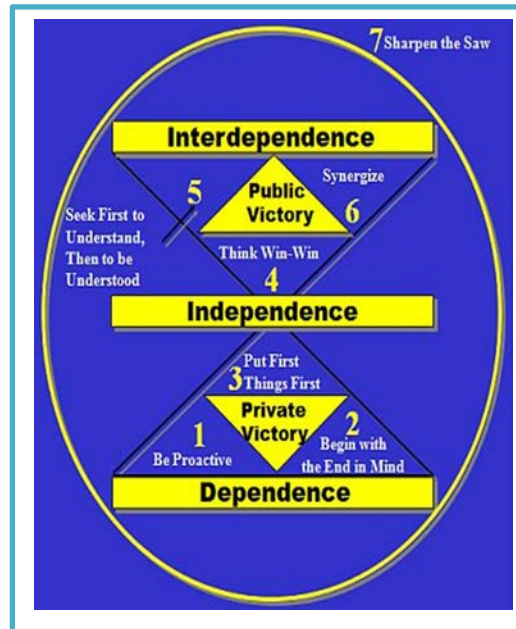 7 Sharpen the Saw
Interdependence
5
Public
Victory
Synergize
6
Seek First to
Understand,
Then to be
Understood
Think Win-Win
4
Independence
Put First
3 Things First
1
Private
Victory
2
Be Proactive
Begin with
the End in Mind
Dependence